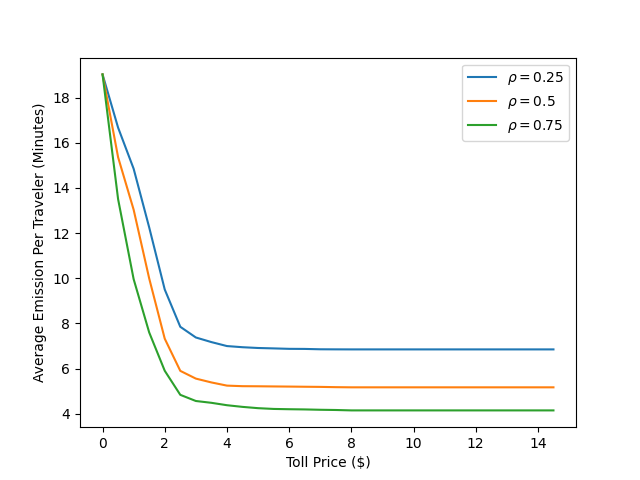 ρ = 0.25
ρ = 0.5
ρ = 0.75
18
16
14
12
10
8
6
4
Average Emission Per Traveler (Minutes)
0 2 4 6 8 10 12 14
Toll Price ($)